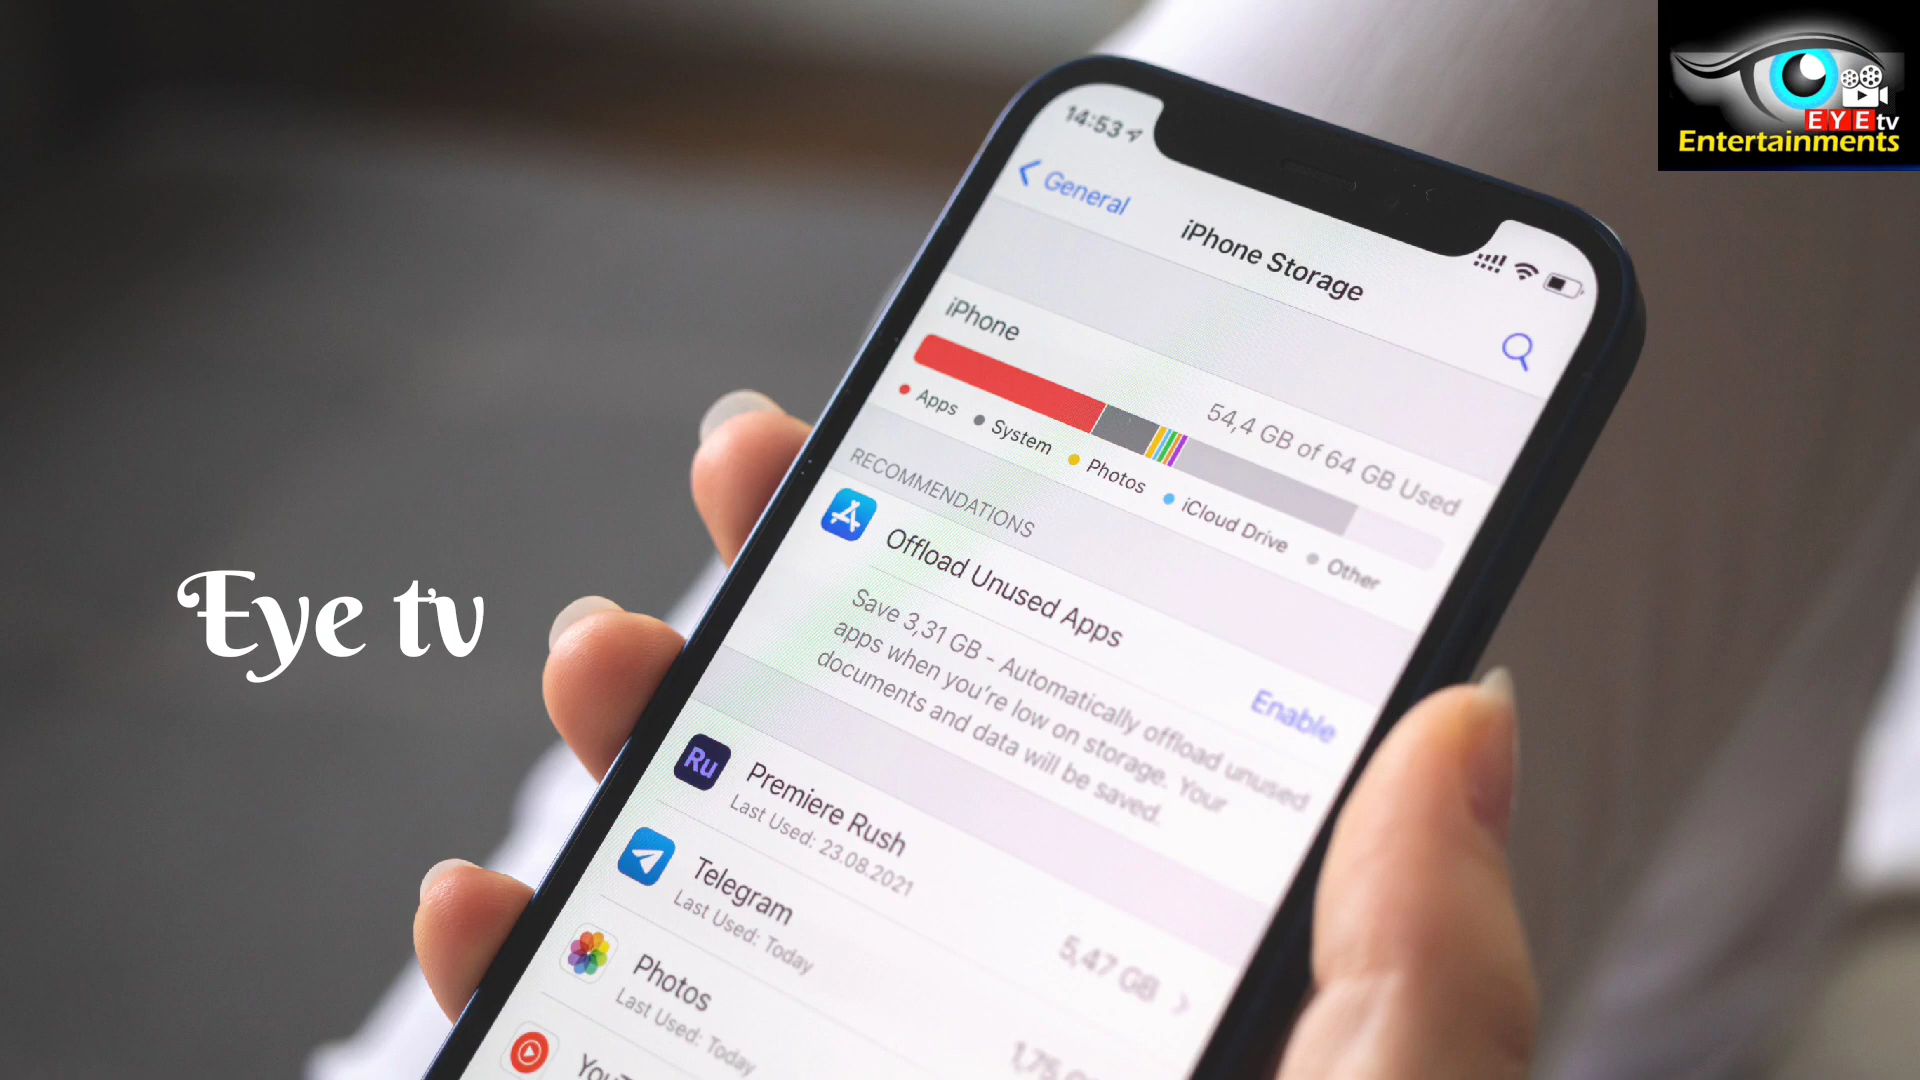 EYE tv
Entertainments
14:53
General
iPhone Storage
iPhone
54,4 GB of 64 GB Used
Apps
System
Photos
iCloud Drive
Other
RECOMMENDATIONS
Offload Unused Apps
Enable
Save 3,31 GB - Automatically offload unused
apps when you're low on storage. Your
documents and data will be saved.
Ru
Premiere Rush
Last Used: 23.08.2021
5,47 GB
Telegram
Last Used: Today
Photos
Last Used: Today
Eye tv